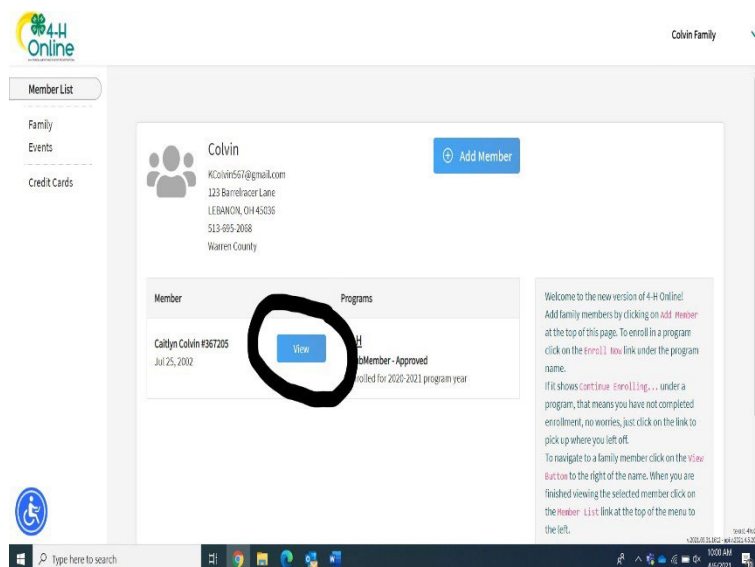 4-H
Online
Colvin Family
Member List
Family
Events
Credit Cards
Colvin
KColvin567@gmail.com
123 Barrelracer Lane
LEBANON, OH 45036
513-695-2068
Warren County
Add Member
Member
Programs
Caitlyn Colvin #367205
Jul 25, 2002
View
H
bMember - Approved
rolled for 2020-2021 program year
Welcome to the new version of 4-H Online!
Add family members by clicking on Add Member
at the top of this page. To enroll in a program
click on the Enroll Now link under the program
name.
If it shows Continue Enrolling... under a
program, that means you have not completed
enrollment, no worries, just click on the link to
pick up where you left off.
To navigate to a family member click on the View
Button to the right of the name. When you are
finished viewing the selected member click on
the Member List link at the top of the menu to
the left.
Type here to search
10:00 AM
4/6/2021